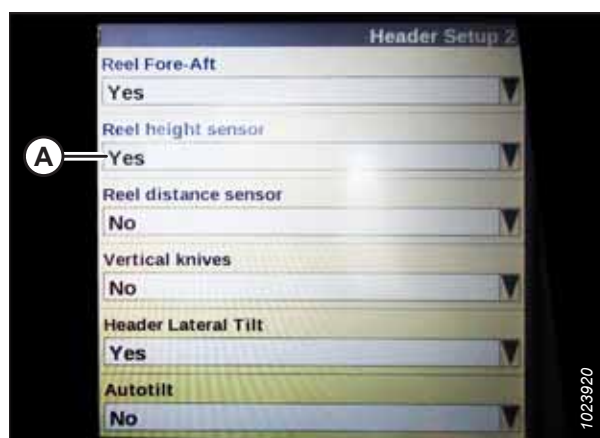 Header Setup 2
Reel Fore-Aft
Yes
Reel height sensor
A
Yes
Reel distance sensor
No
Vertical knives
No
Header Lateral Tilt
Yes
Autotilt
No
1023920